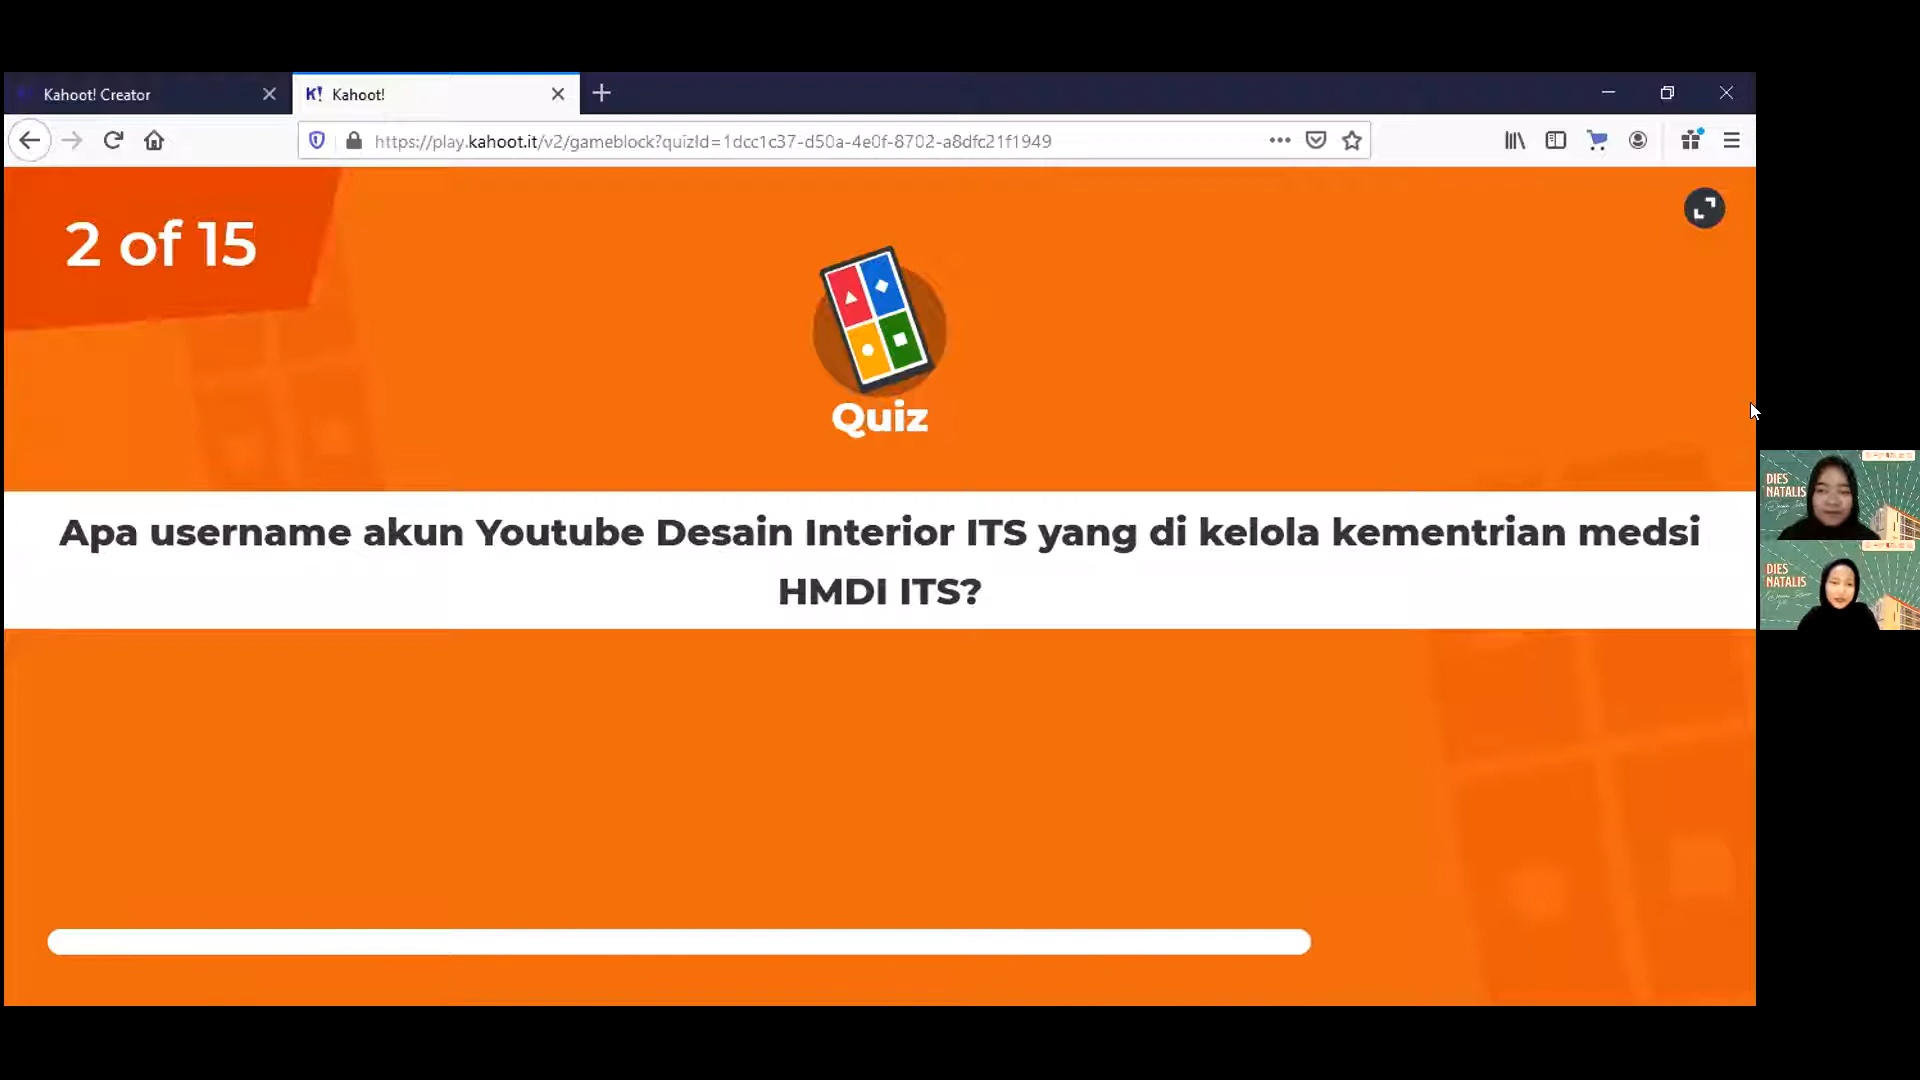 Kahoot! Creator
K! Kahoot!
https://play.kahoot.it/v2/gameblock?quizId=1dcc1c37-d50a-4e0f-8702-a8dfc21f1949
2 of 15
Quiz
Apa username akun Youtube Desain Interior ITS yang di kelola kementrian medsi
HMDI ITS?
DIES
NATALIS
DIES
NATALIS